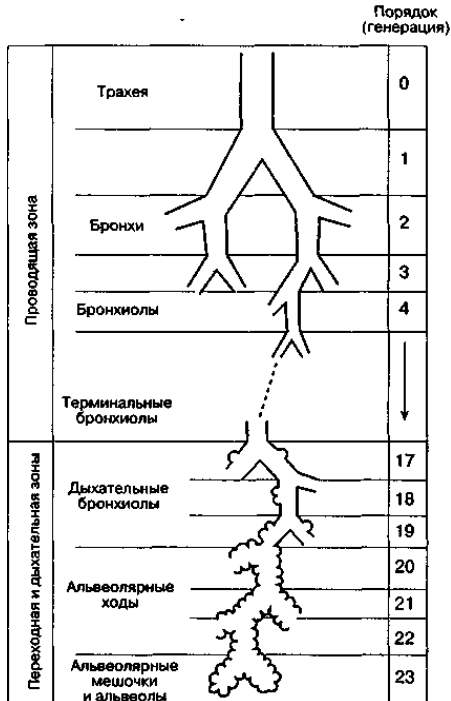 Порядок
(генерация)
Трахея
0
1
Бронхи
2
3
Бронхиолы
4
Терминальные
бронхиолы
Проводящая зона
17
Дыхательные
бронхиолы
18
19
20
Альвеолярные
ходы
21
22
Альвеолярные
мешочки
и альвеолы
23
Переходная и дыхательная зоны